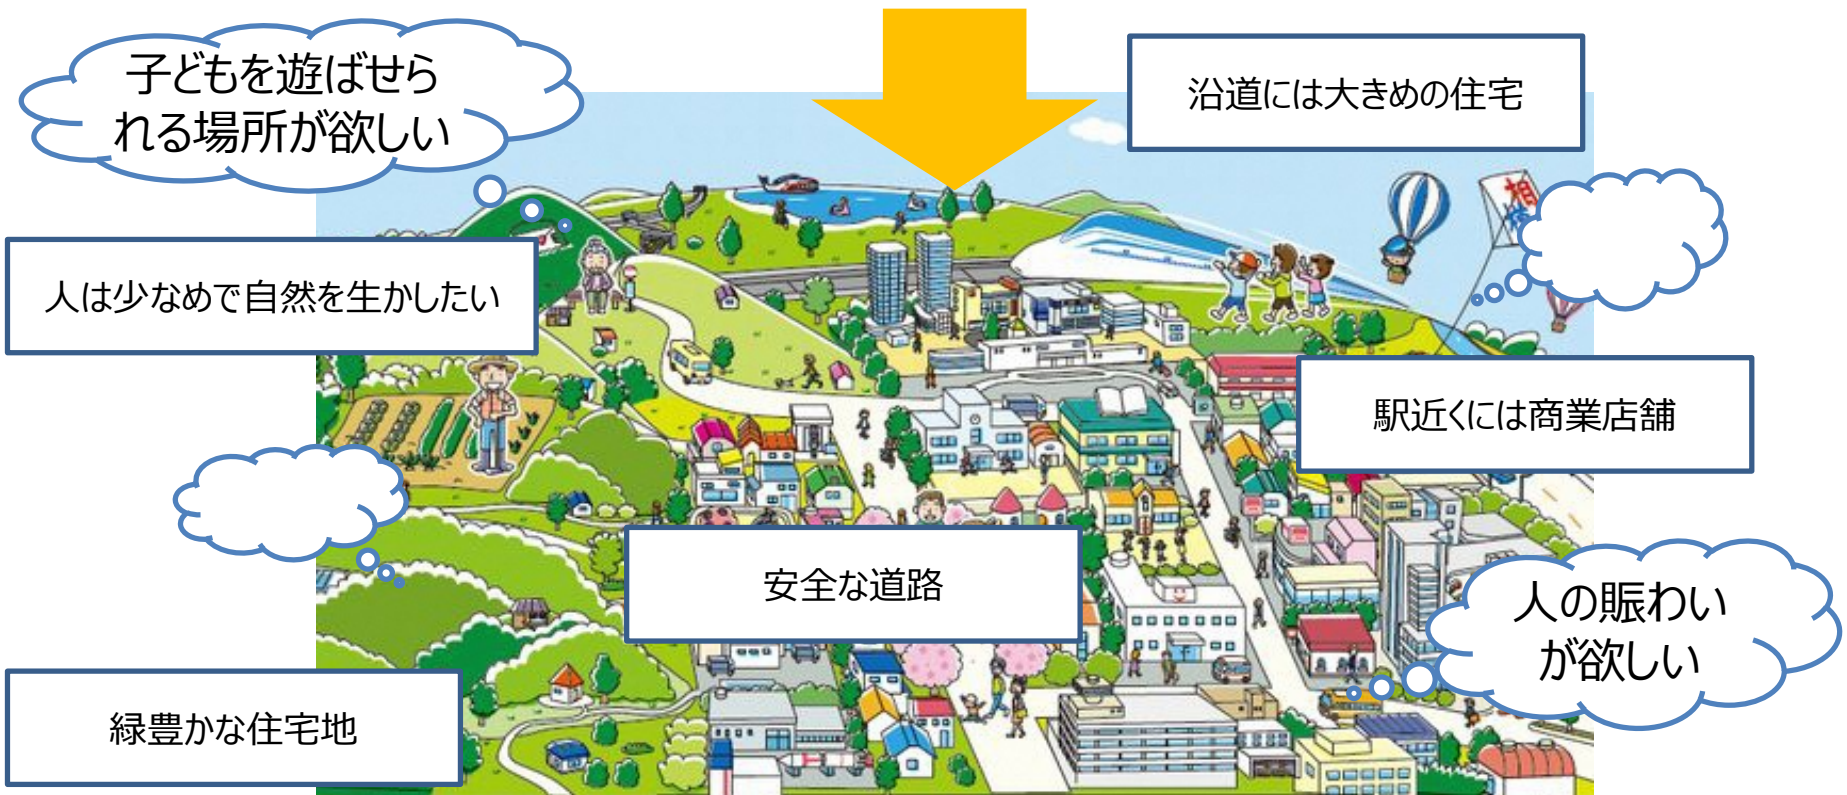 子どもを遊ばせら
れる場所が欲しい
沿道には大きめの住宅
人は少なめで自然を生かしたい
駅近くには商業店舗
安全な道路
人の賑わい
が欲しい
緑豊かな住宅地